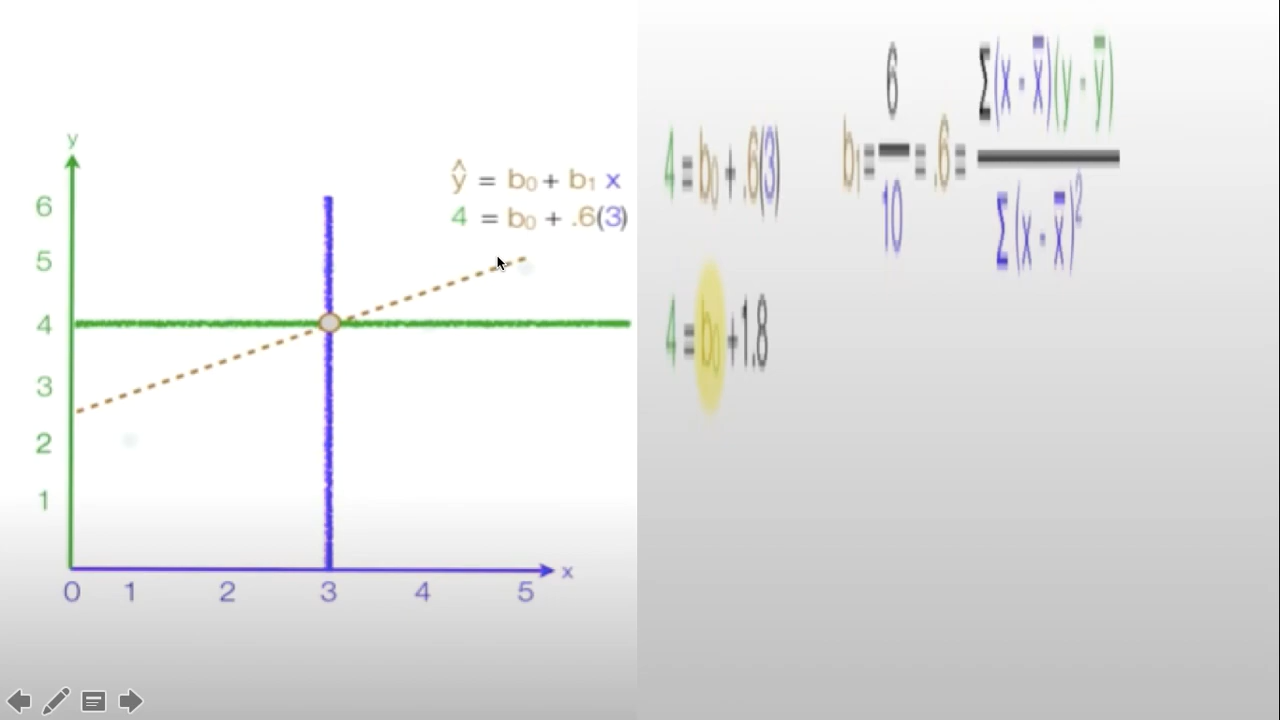 y
6
5
4
3
2
1
0 1 2 3 4 5 x
ŷ = b₀ + b₁ x
4 = b₀ + .6(3)
4 = b₀ + .6(3)
4 = b₀ + 1.8
b₁ = 6/10 = .6 = Σ(x - x̄)(y - ȳ) / Σ(x - x̄)²